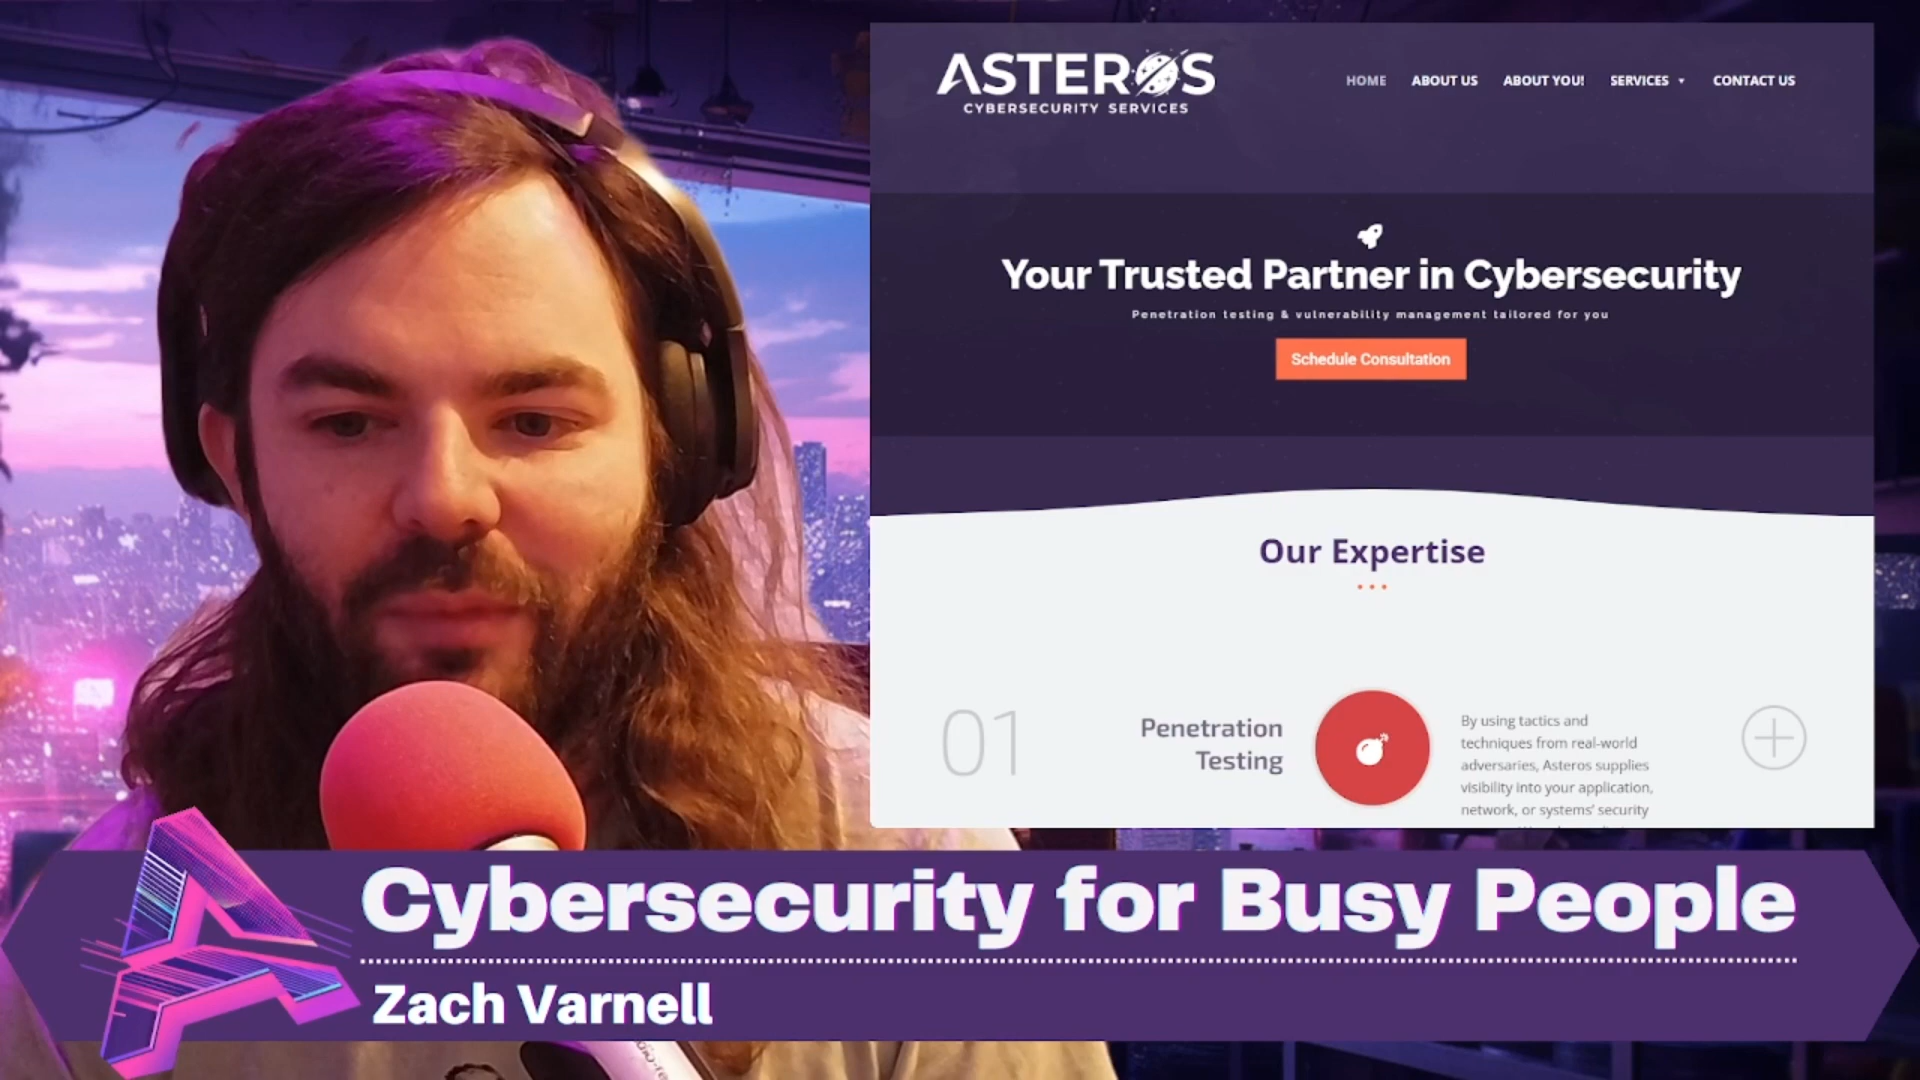 ASTEROS
CYBERSECURITY SERVICES
HOME ABOUT US ABOUT YOU! SERVICES CONTACT US
Your Trusted Partner in Cybersecurity
Penetration testing & vulnerability management tailored for you
Schedule Consultation
Our Expertise
01
Penetration
Testing
By using tactics and
techniques from real-world
adversaries, Asteros supplies
visibility into your application,
network, or systems' security
Cybersecurity for Busy People
Zach Varnell